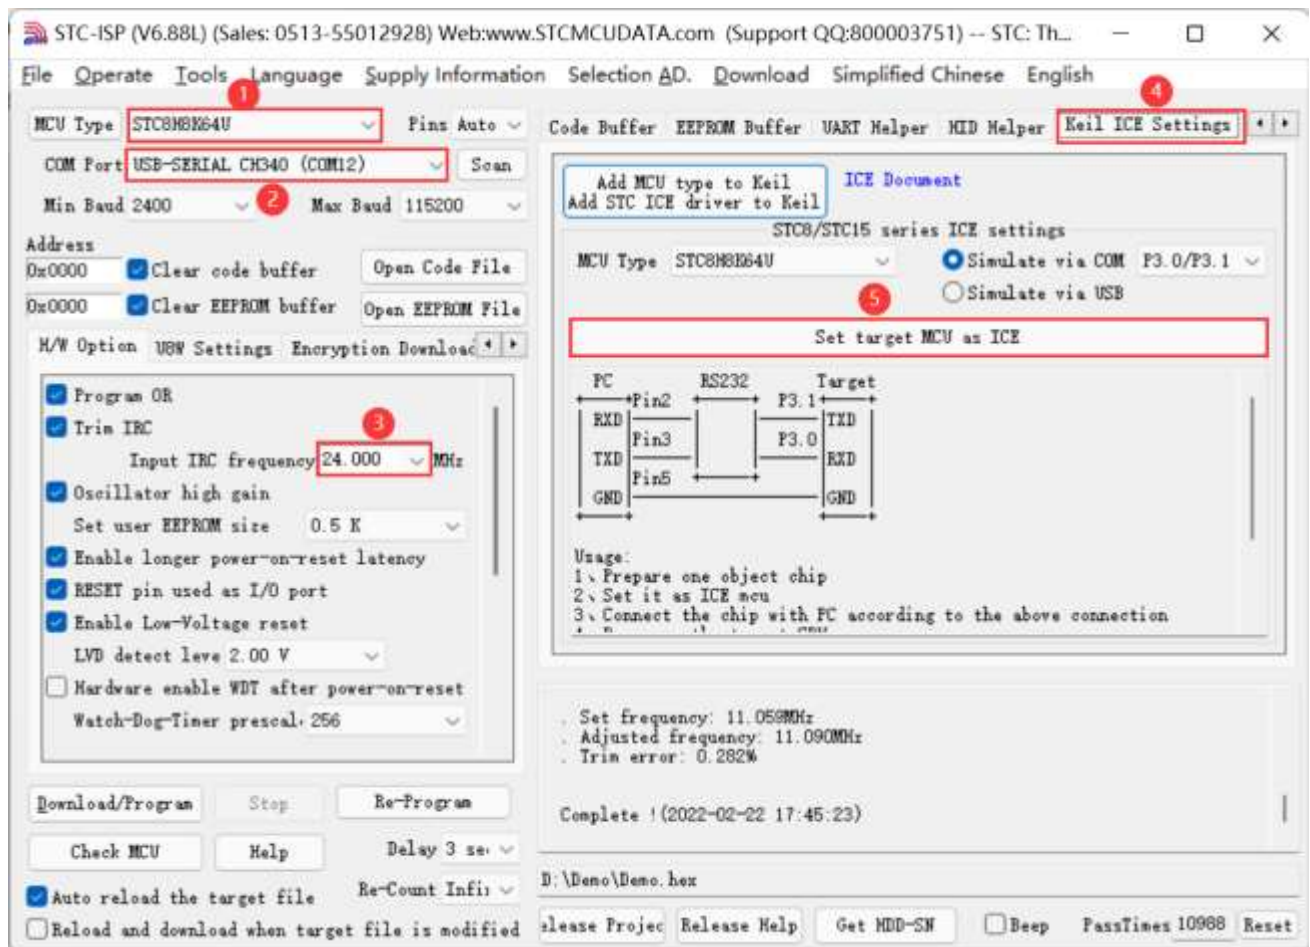 STC-ISP (V6.88L) (Sales: 0513-55012928) Web:www.STCMCUDATA.com (Support QQ:800003751) -- STC: Th...
File Operate Tools Language Supply Information Selection AD. Download Simplified Chinese English
1
MCU Type STC8H8K64U Pins Auto
COM Port USB-SERIAL CH340 (COM12) Scan
2
Min Baud 2400 Max Baud 115200
Address
0x0000 Clear code buffer Open Code File
0x0000 Clear EEPROM buffer Open EEPROM File
H/W Option U8W Settings Encryption Downloac
Program OR
Trim IRC
3
Input IRC frequency 24.000 MHz
Oscillator high gain
Set user EEPROM size 0.5 K
Enable longer power-on-reset latency
RESET pin used as I/O port
Enable Low-Voltage reset
LVD detect leve 2.00 V
Hardware enable WDT after power-on-reset
Watch-Dog-Timer prescal 256
Download/Program Stop Re-Program
Check MCU Help Delay 3 se
Auto reload the target file Re-Count Infi
Reload and download when target file is modified
4
Code Buffer EEPROM Buffer UART Helper HID Helper Keil ICE Settings
Add MCU type to Keil
Add STC ICE driver to Keil
ICE Document
STC8/STC15 series ICE settings
MCU Type STC8H8K64U Simulate via COM P3.0/P3.1
Simulate via USB
5
Set target MCU as ICE
PC RS232 Target
Pin2 P3.1
RXD TXD
Pin3 P3.0
TXD RXD
Pin5
GND GND
Usage:
1、Prepare one object chip
2、Set it as ICE mcu
3、Connect the chip with PC according to the above connection
. Set frequency: 11.059MHz
. Adjusted frequency: 11.090MHz
. Trim error: 0.282%
Complete !(2022-02-22 17:45:23)
D:\Demo\Demo.hex
elease Projec Release Help Get HDD-SN Beep PassTimes 10988 Reset